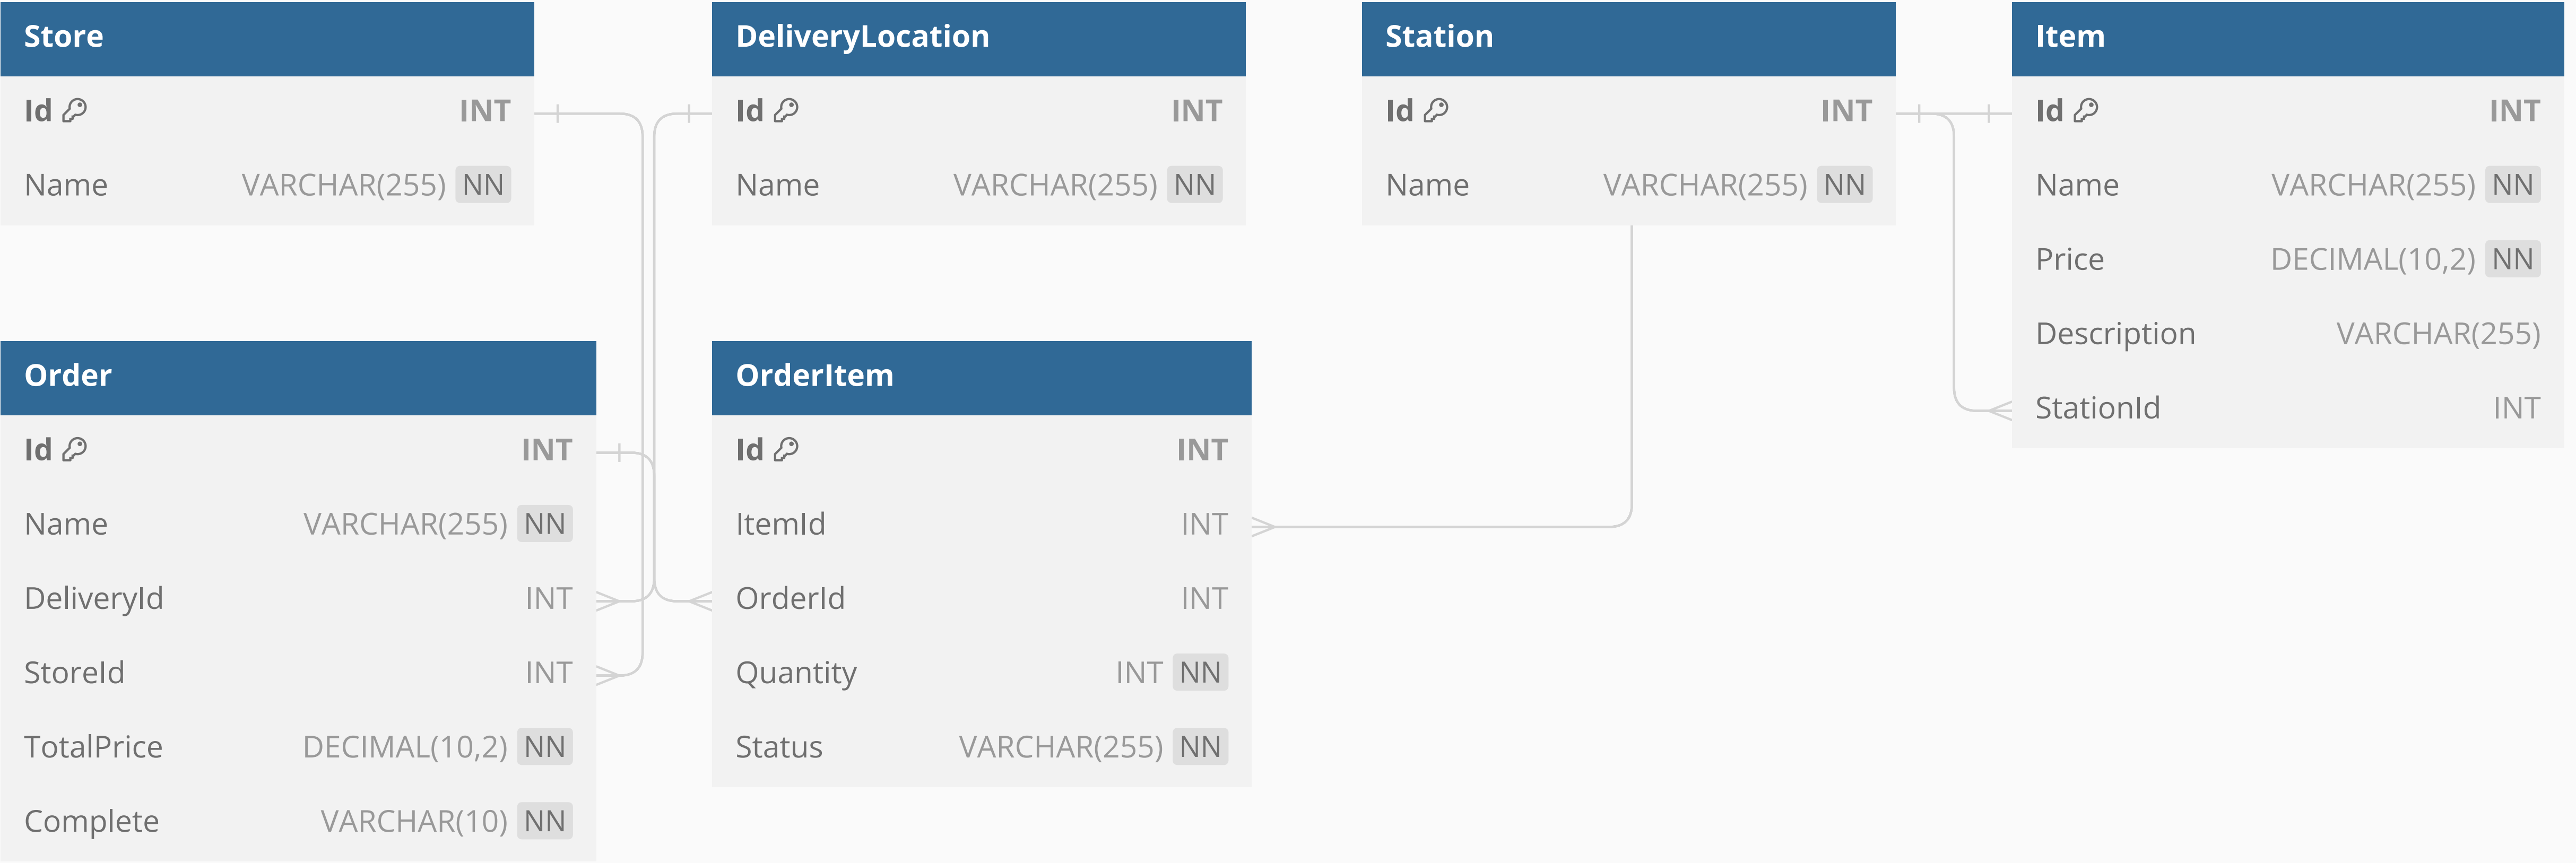 Store
Id INT
Name VARCHAR(255) NN
DeliveryLocation
Id INT
Name VARCHAR(255) NN
Station
Id INT
Name VARCHAR(255) NN
Item
Id INT
Name VARCHAR(255) NN
Price DECIMAL(10,2) NN
Description VARCHAR(255)
StationId INT
Order
Id INT
Name VARCHAR(255) NN
DeliveryId INT
StoreId INT
TotalPrice DECIMAL(10,2) NN
Complete VARCHAR(10) NN
OrderItem
Id INT
ItemId INT
OrderId INT
Quantity INT NN
Status VARCHAR(255) NN